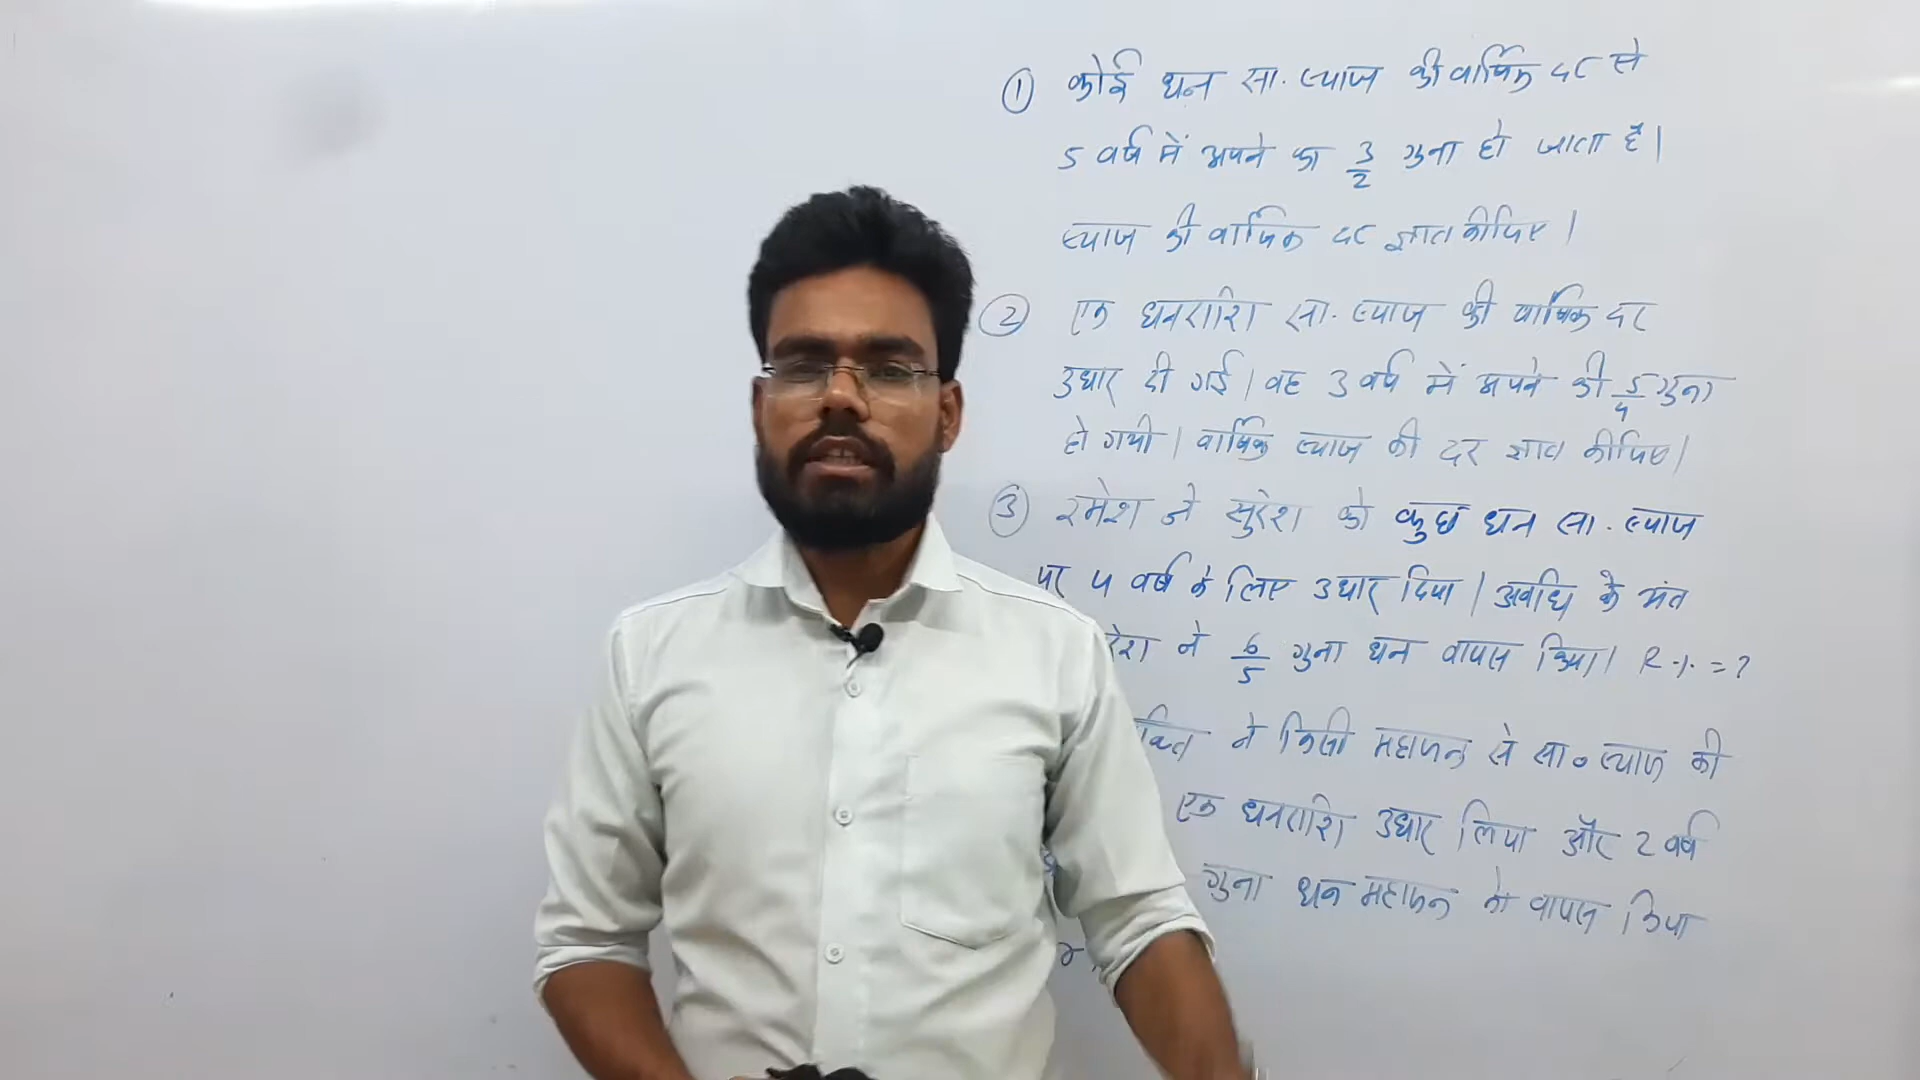 ① कोई धन सा. ब्याज की वार्षिक दर से
5 वर्ष में अपने का 3/2 गुना हो जाता है।
ब्याज की वार्षिक दर ज्ञात कीजिए।
② एक धनराशि सा. ब्याज की वार्षिक दर
उधार दी गई। वह 3 वर्ष में अपने की 5/4 गुना
हो गयी। वार्षिक ब्याज की दर ज्ञात कीजिए।
③ रमेश ने सुरेश को कुछ धन सा. ब्याज
पर 4 वर्ष के लिए उधार दिया। अवधि के अंत
रेश ने 6/5 गुना धन वापस किया। R% = ?
क्ति ने किसी महाजन से सा० ब्याज की
एक धनराशि उधार लिया और 2 वर्ष
गुना धन महाजन को वापस किया